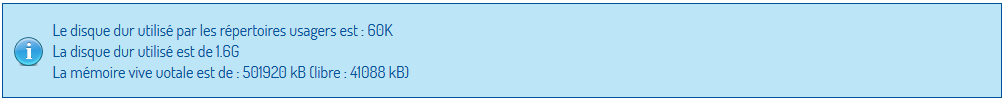 Le disque dur utilisé par les répertoires usagers est : 60K
La disque dur utilisé est de 1.6G
La mémoire vive uotale est de : 501920 kB (libre : 41088 kB)